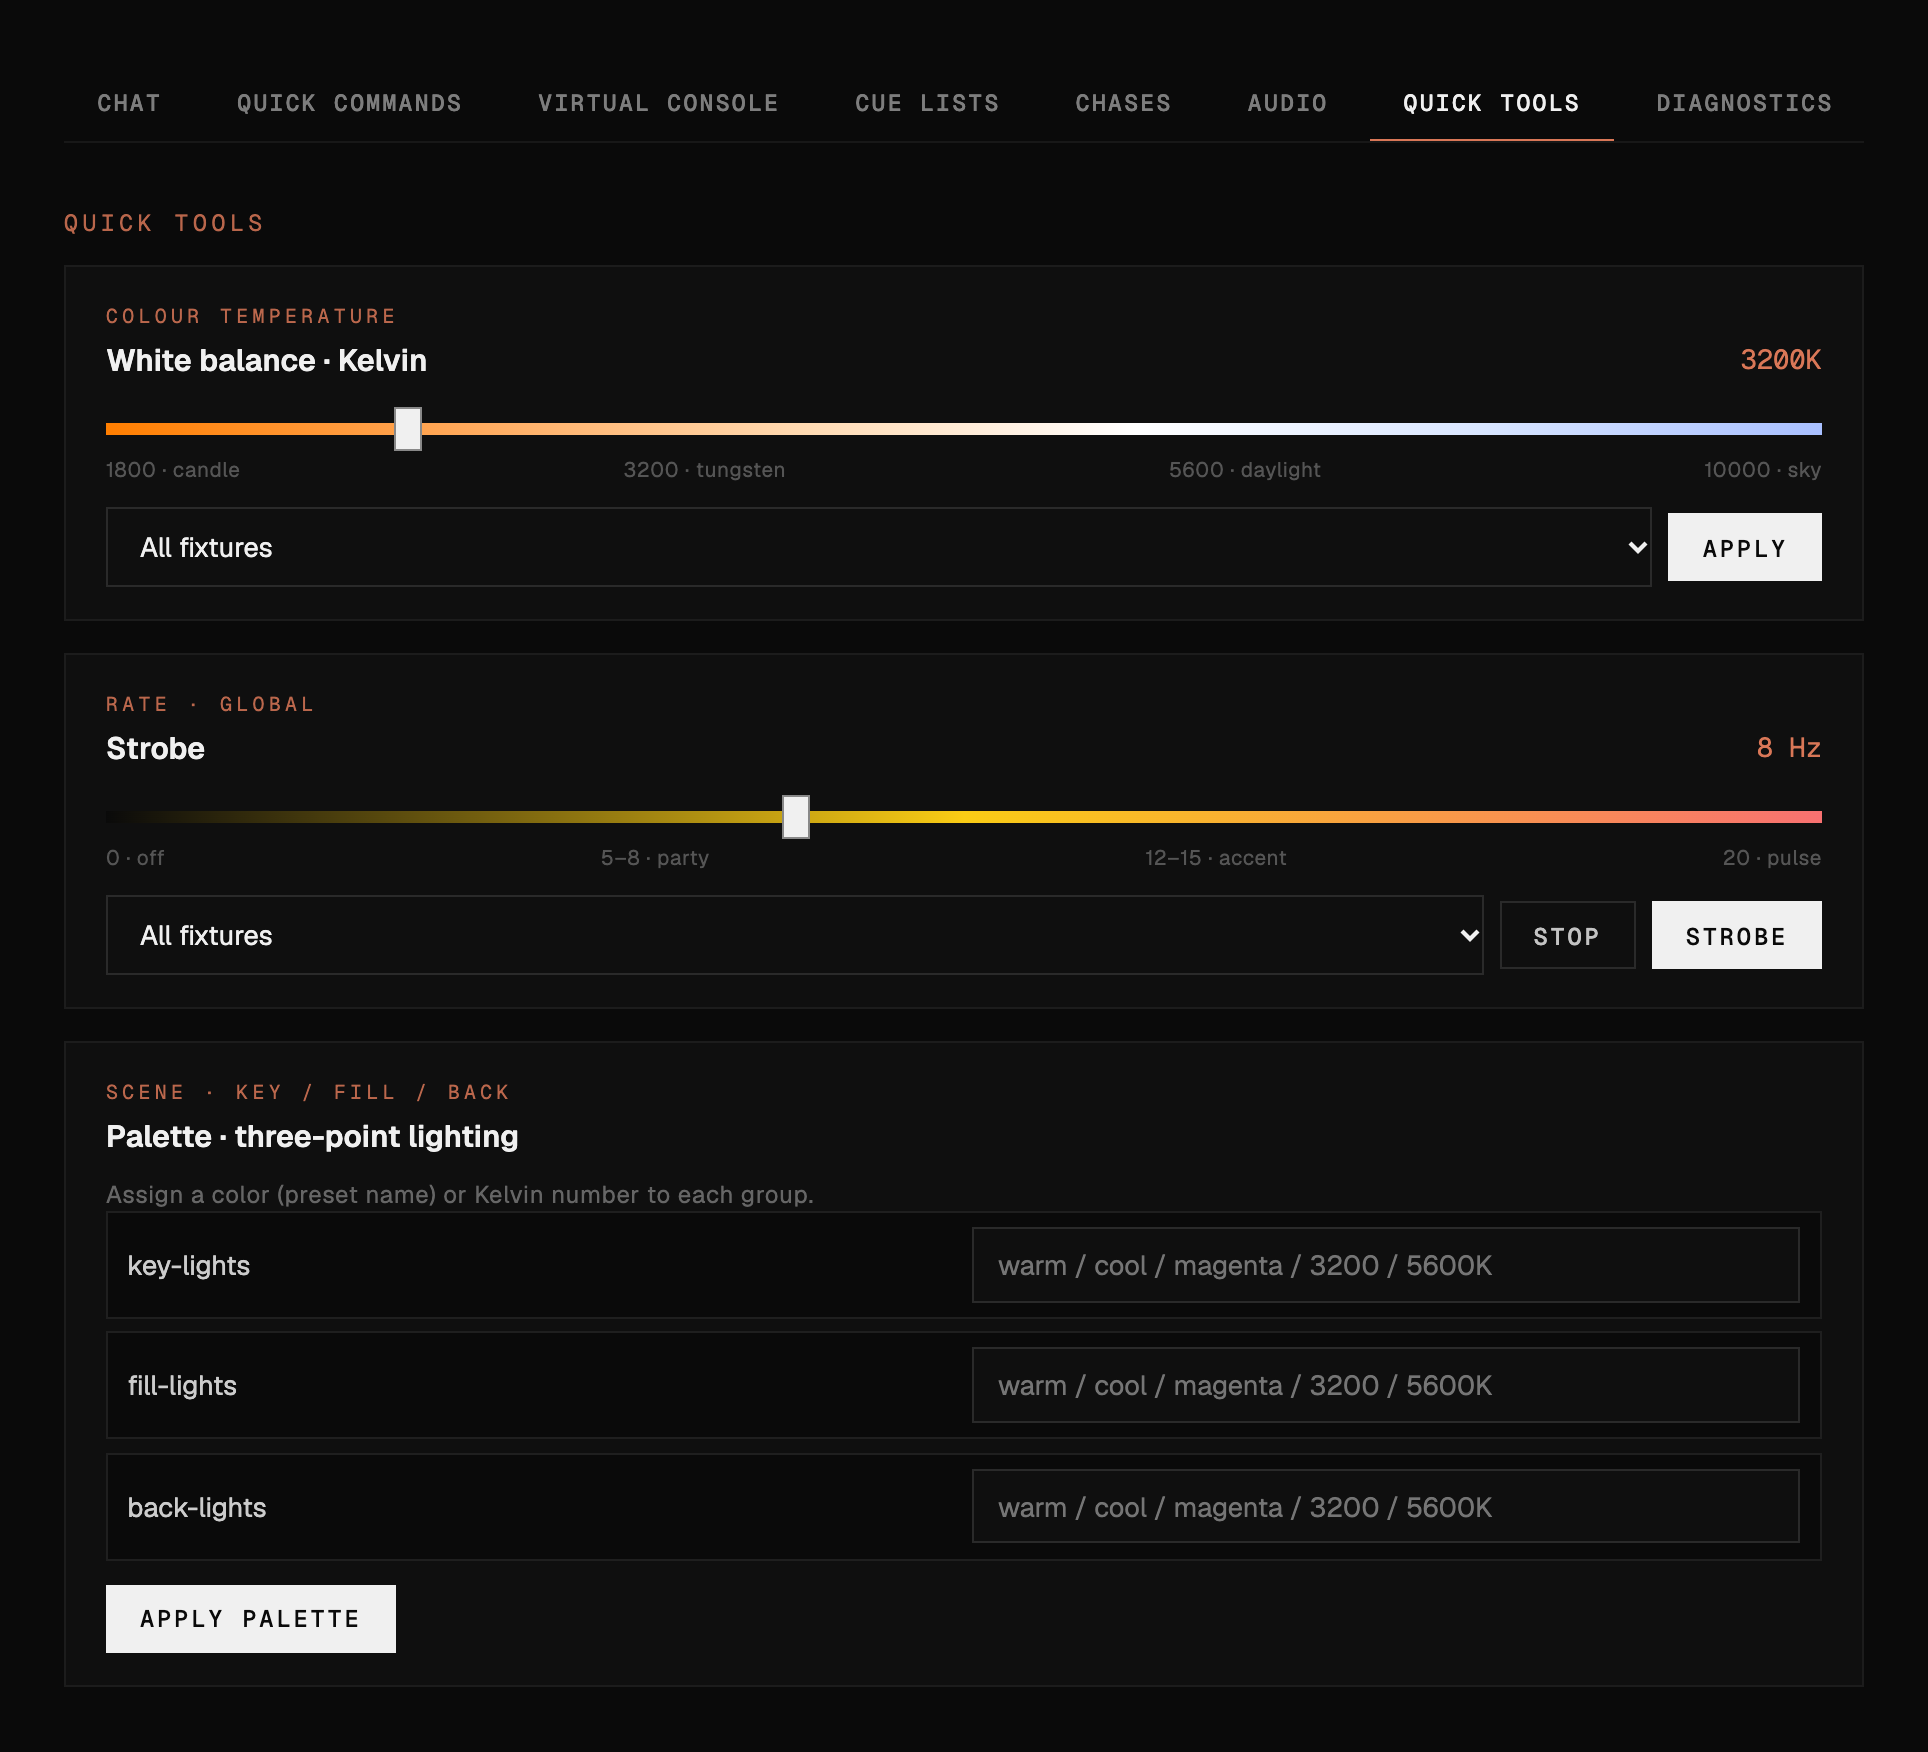 CHAT QUICK COMMANDS VIRTUAL CONSOLE CUE LISTS CHASES AUDIO QUICK TOOLS DIAGNOSTICS
QUICK TOOLS
COLOUR TEMPERATURE
White balance · Kelvin 3200K
1800 · candle 3200 · tungsten 5600 · daylight 10000 · sky
All fixtures APPLY
RATE · GLOBAL
Strobe 8 Hz
0 · off 5–8 · party 12–15 · accent 20 · pulse
All fixtures STOP STROBE
SCENE · KEY / FILL / BACK
Palette · three-point lighting
Assign a color (preset name) or Kelvin number to each group.
key-lights warm / cool / magenta / 3200 / 5600K
fill-lights warm / cool / magenta / 3200 / 5600K
back-lights warm / cool / magenta / 3200 / 5600K
APPLY PALETTE